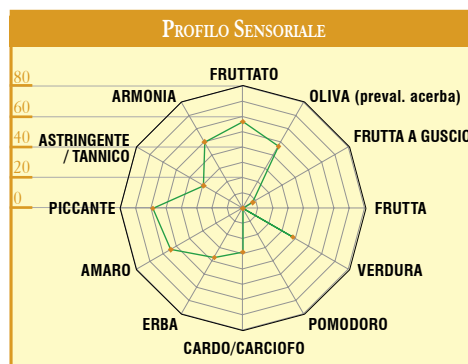 PROFILO SENSORIALE
80
60
40
20
0
FRUTTATO
OLIVA (preval. acerba)
FRUTTA A GUSCIO
FRUTTA
VERDURA
POMODORO
CARDO/CARCIOFO
ERBA
AMARO
PICCANTE
ASTRINGENTE
/ TANNICO
ARMONIA